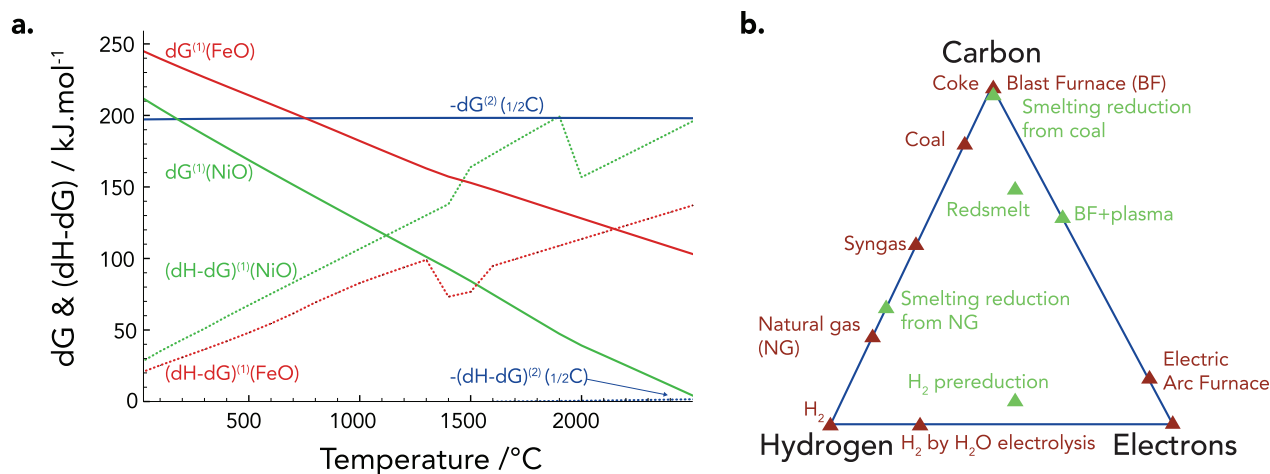 a.
dG & (dH-dG) / kJ.mol⁻¹
250
200
150
100
50
0
dG⁽¹⁾(FeO)
-dG⁽²⁾ (1/2C)
dG⁽¹⁾(NiO)
(dH-dG)⁽¹⁾(NiO)
(dH-dG)⁽¹⁾(FeO)
-(dH-dG)⁽²⁾ (1/2C)
500
1000
1500
2000
Temperature /°C
b.
Carbon
Coke
Blast Furnace (BF)
Smelting reduction
from coal
Coal
Redsmelt
BF+plasma
Syngas
Smelting reduction
from NG
Natural gas
(NG)
Electric
Arc Furnace
H₂ prereduction
H₂
Hydrogen
H₂ by H₂O electrolysis
Electrons